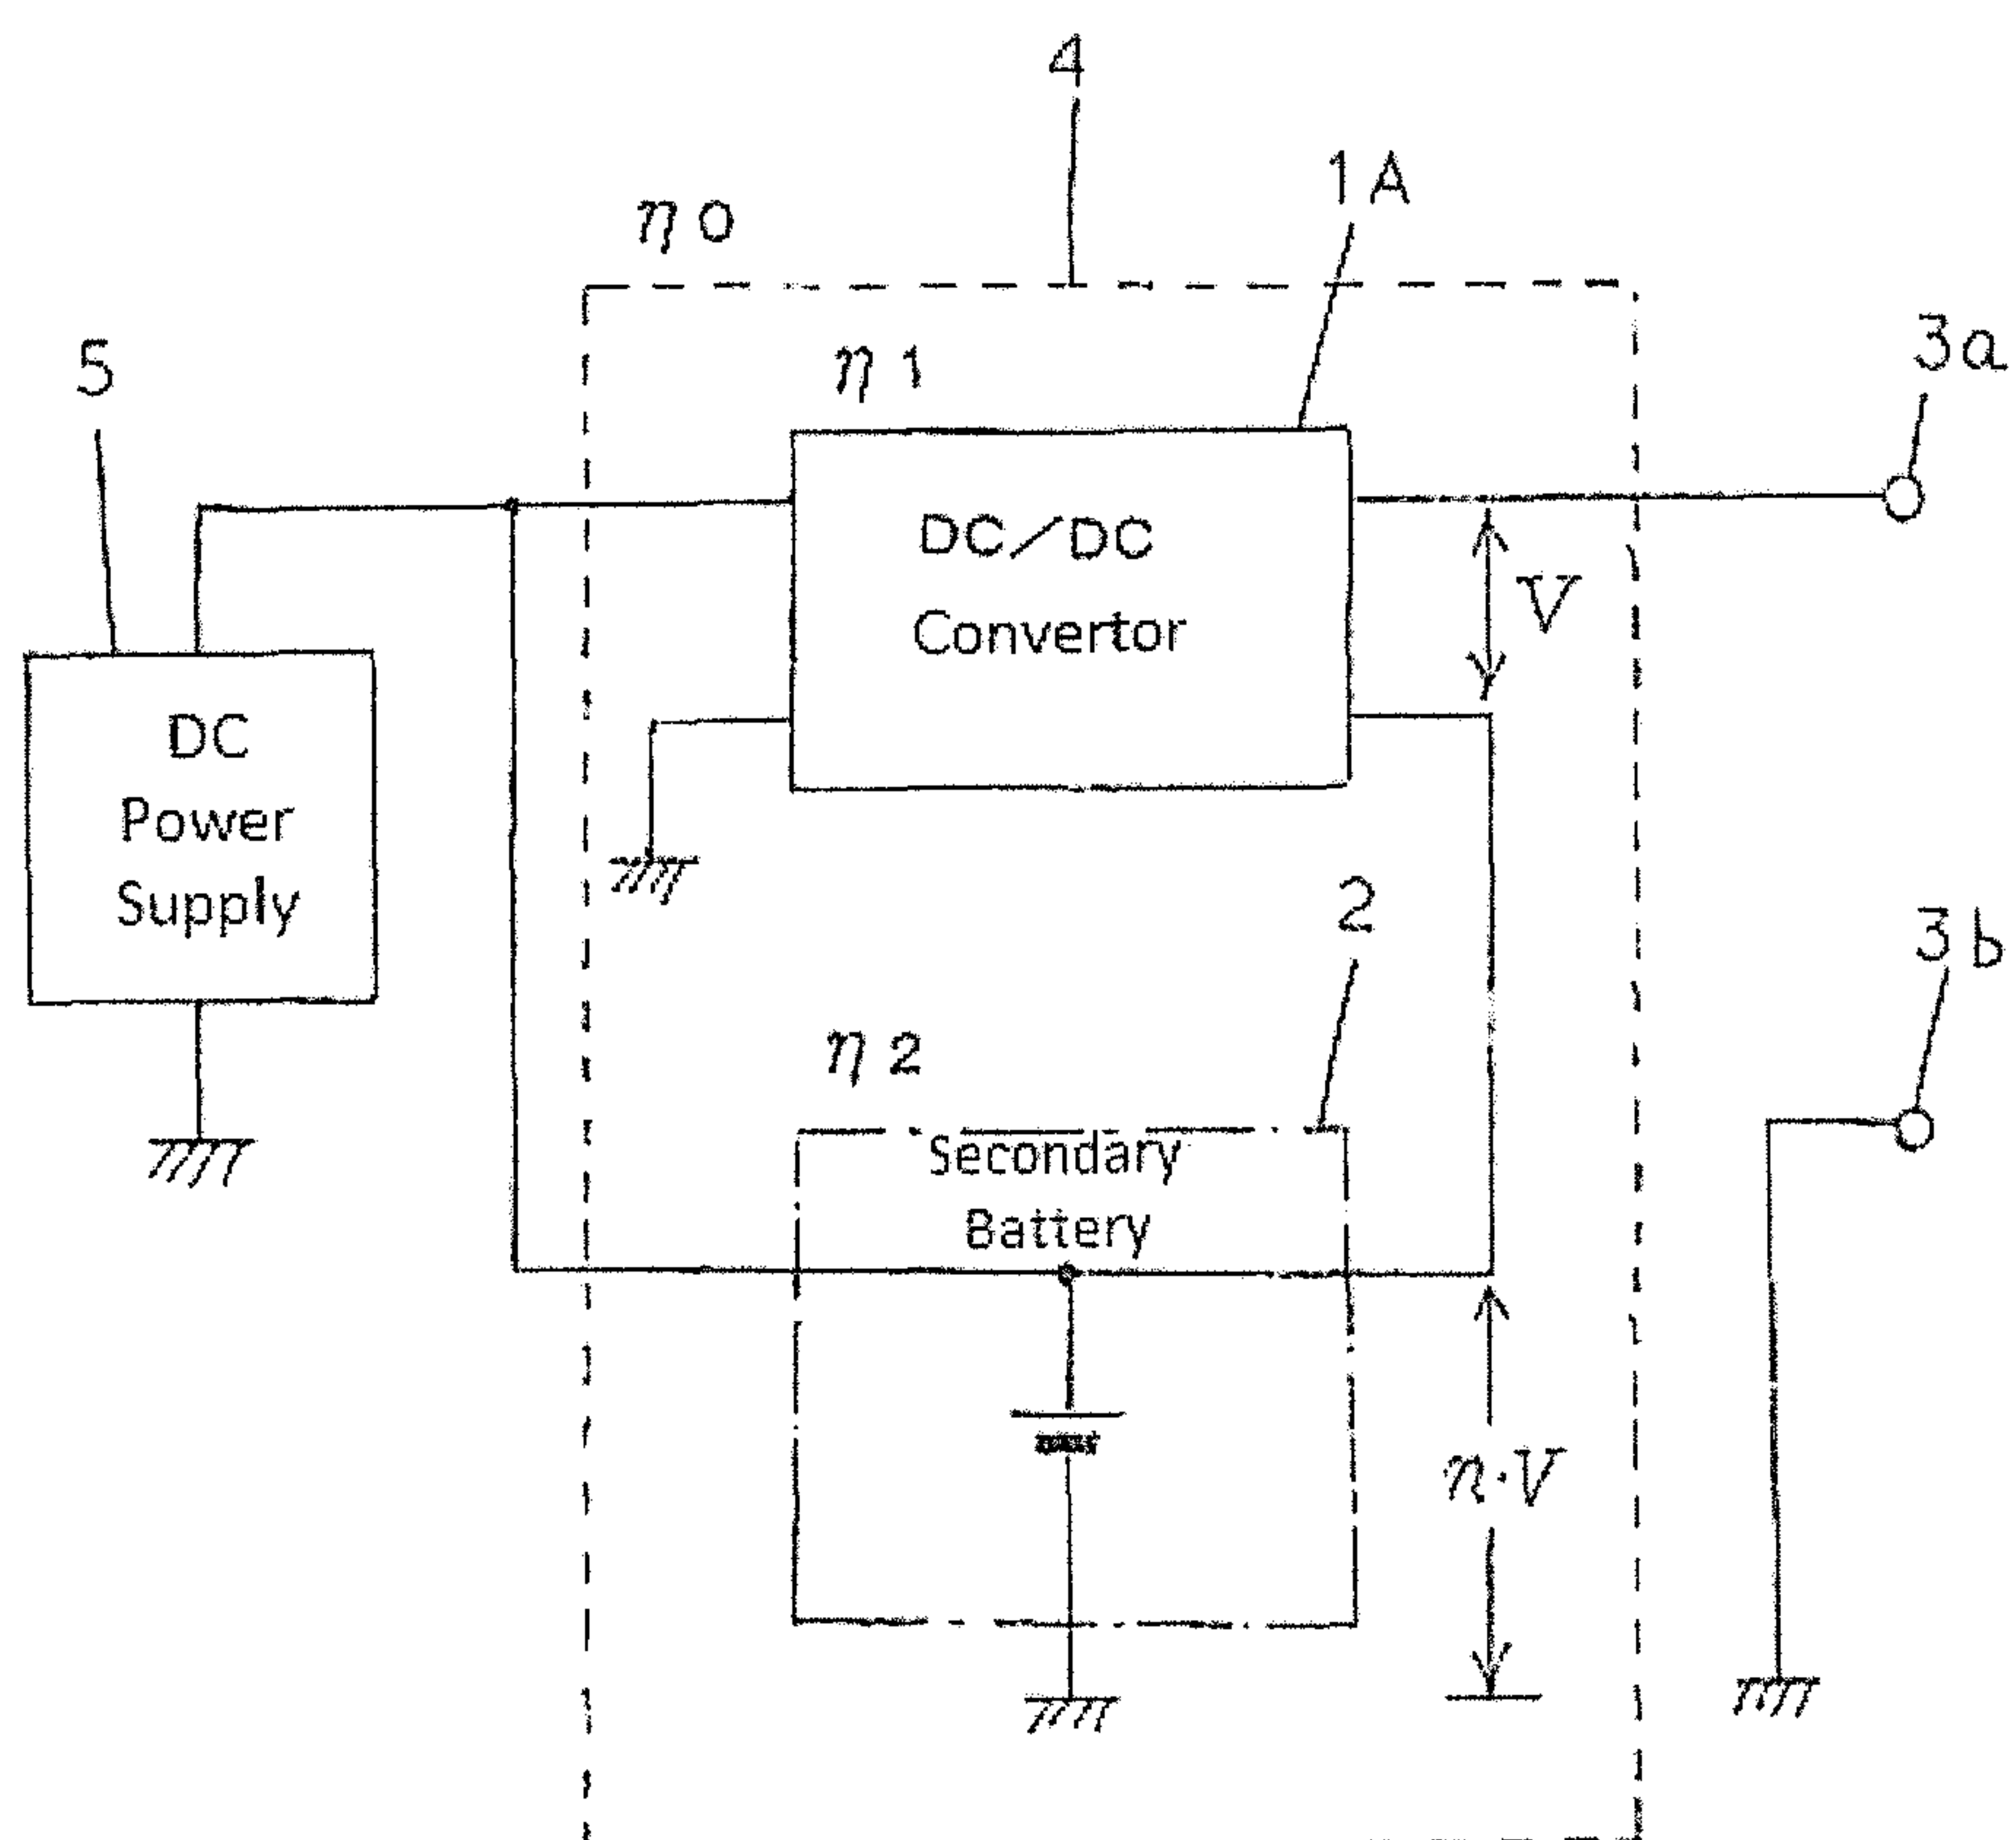 4
1A
η0
3a
η1
5
DC/DC
Convertor
V
DC
Power
Supply
2
3b
η2
Secondary
Battery
n·V